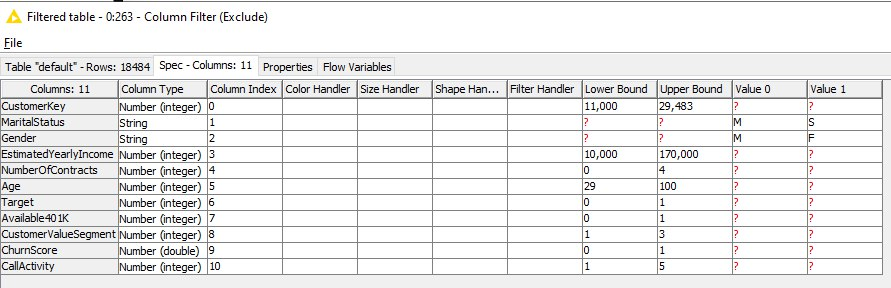 Filtered table - 0:263 - Column Filter (Exclude)
File
Table "default" - Rows: 18484 Spec - Columns: 11 Properties Flow Variables
Columns: 11 Column Type Column Index Color Handler Size Handler Shape Han... Filter Handler Lower Bound Upper Bound Value 0 Value 1
CustomerKey Number (integer) 0 11,000 29,483 ? ?
MaritalStatus String 1 ? ? M S
Gender String 2 ? ? M F
EstimatedYearlyIncome Number (integer) 3 10,000 170,000 ? ?
NumberOfContracts Number (integer) 4 0 4 ? ?
Age Number (integer) 5 29 100 ? ?
Target Number (integer) 6 0 1 ? ?
Available401K Number (integer) 7 0 1 ? ?
CustomerValueSegment Number (integer) 8 1 3 ? ?
ChurnScore Number (double) 9 0 1 ? ?
CallActivity Number (integer) 10 1 5 ? ?